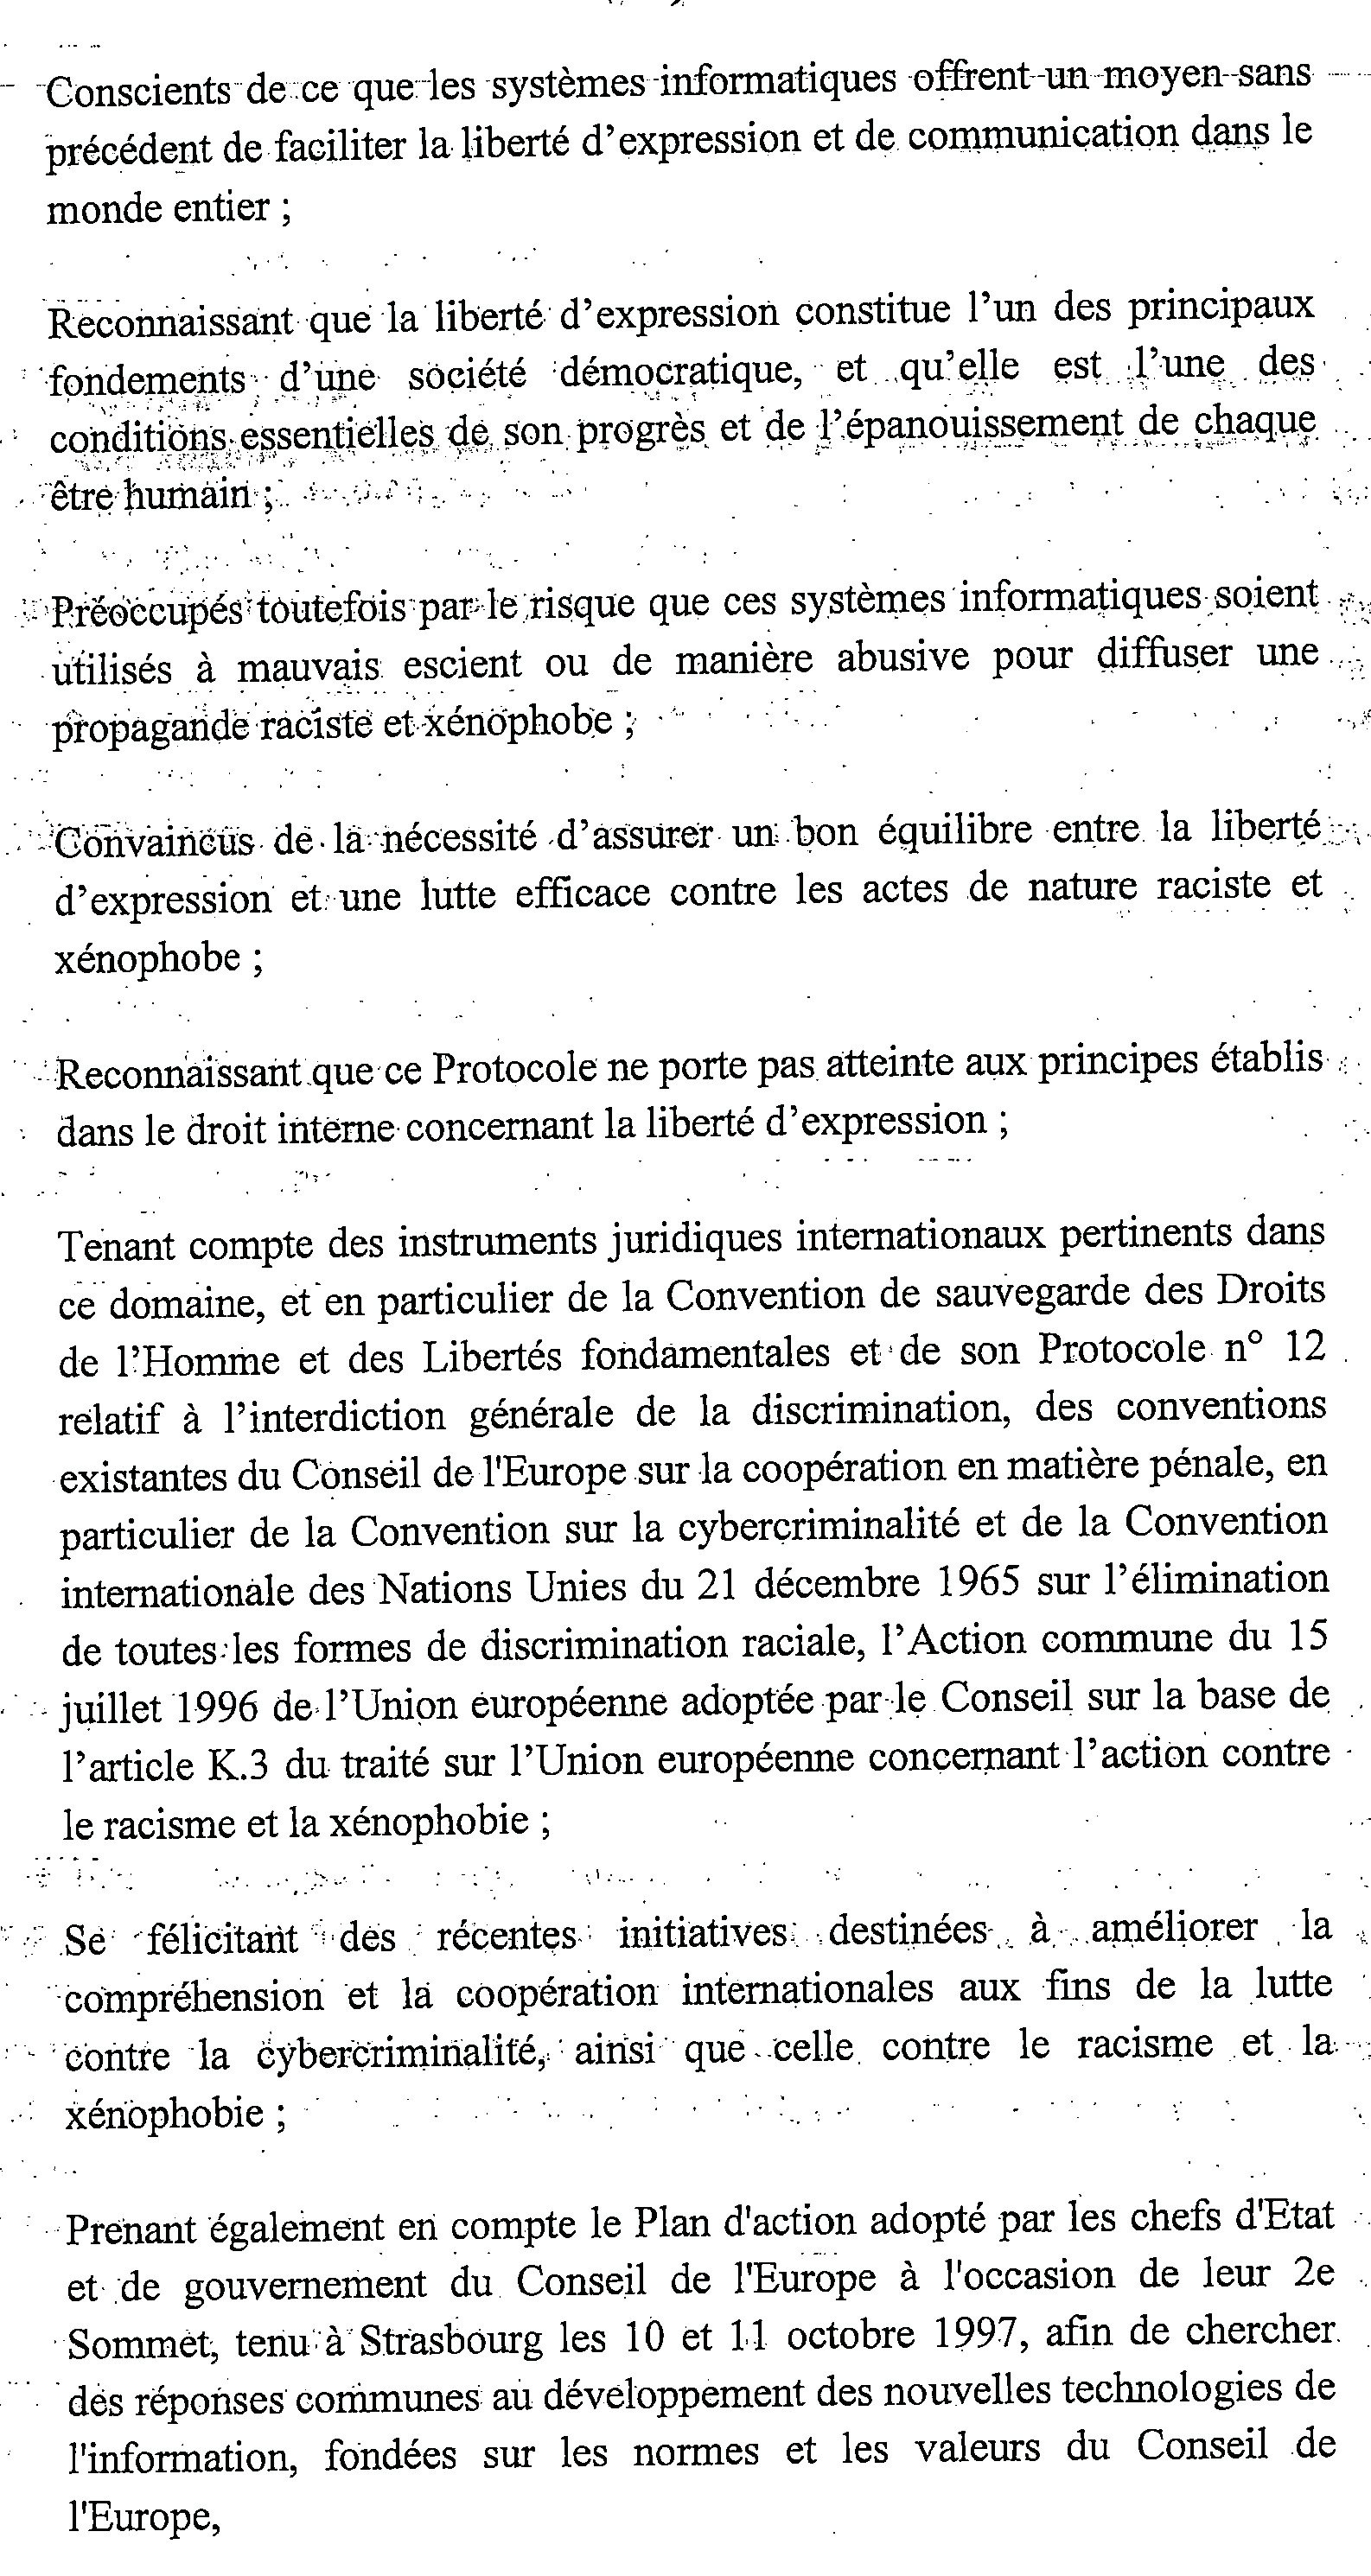 Conscients de ce que les systèmes informatiques offrent un moyen sans
précédent de faciliter la liberté d’expression et de communication dans le
monde entier ;
Reconnaissant que la liberté d’expression constitue l’un des principaux
fondements d’une société démocratique, et qu’elle est l’une des
conditions essentielles de son progrès et de l’épanouissement de chaque
être humain ;
Préoccupés toutefois par le risque que ces systèmes informatiques soient
utilisés à mauvais escient ou de manière abusive pour diffuser une
propagande raciste et xénophobe ;
Convaincus de la nécessité d’assurer un bon équilibre entre la liberté
d’expression et une lutte efficace contre les actes de nature raciste et
xénophobe ;
Reconnaissant que ce Protocole ne porte pas atteinte aux principes établis
dans le droit interne concernant la liberté d’expression ;
Tenant compte des instruments juridiques internationaux pertinents dans
ce domaine, et en particulier de la Convention de sauvegarde des Droits
de l’Homme et des Libertés fondamentales et de son Protocole n° 12
relatif à l’interdiction générale de la discrimination, des conventions
existantes du Conseil de l'Europe sur la coopération en matière pénale, en
particulier de la Convention sur la cybercriminalité et de la Convention
internationale des Nations Unies du 21 décembre 1965 sur l’élimination
de toutes les formes de discrimination raciale, l’Action commune du 15
juillet 1996 de l’Union européenne adoptée par le Conseil sur la base de
l’article K.3 du traité sur l’Union européenne concernant l’action contre
le racisme et la xénophobie ;
Se félicitant des récentes initiatives destinées à améliorer la
compréhension et la coopération internationales aux fins de la lutte
contre la cybercriminalité, ainsi que celle contre le racisme et la
xénophobie ;
Prenant également en compte le Plan d'action adopté par les chefs d'Etat
et de gouvernement du Conseil de l'Europe à l'occasion de leur 2e
Sommet, tenu à Strasbourg les 10 et 11 octobre 1997, afin de chercher
des réponses communes au développement des nouvelles technologies de
l'information, fondées sur les normes et les valeurs du Conseil de
l'Europe,